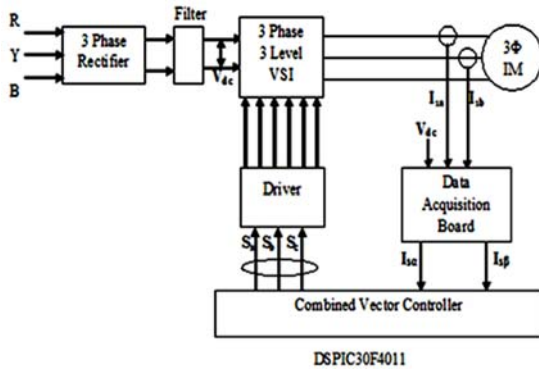 R
Y
B
3 Phase
Rectifier
Filter
Vdc
3 Phase
3 Level
VSI
3Φ
IM
Isa
Isb
Vdc
Driver
Data
Acquisition
Board
Sa
Sb
Sc
Isα
Isβ
Combined Vector Controller
DSPIC30F4011